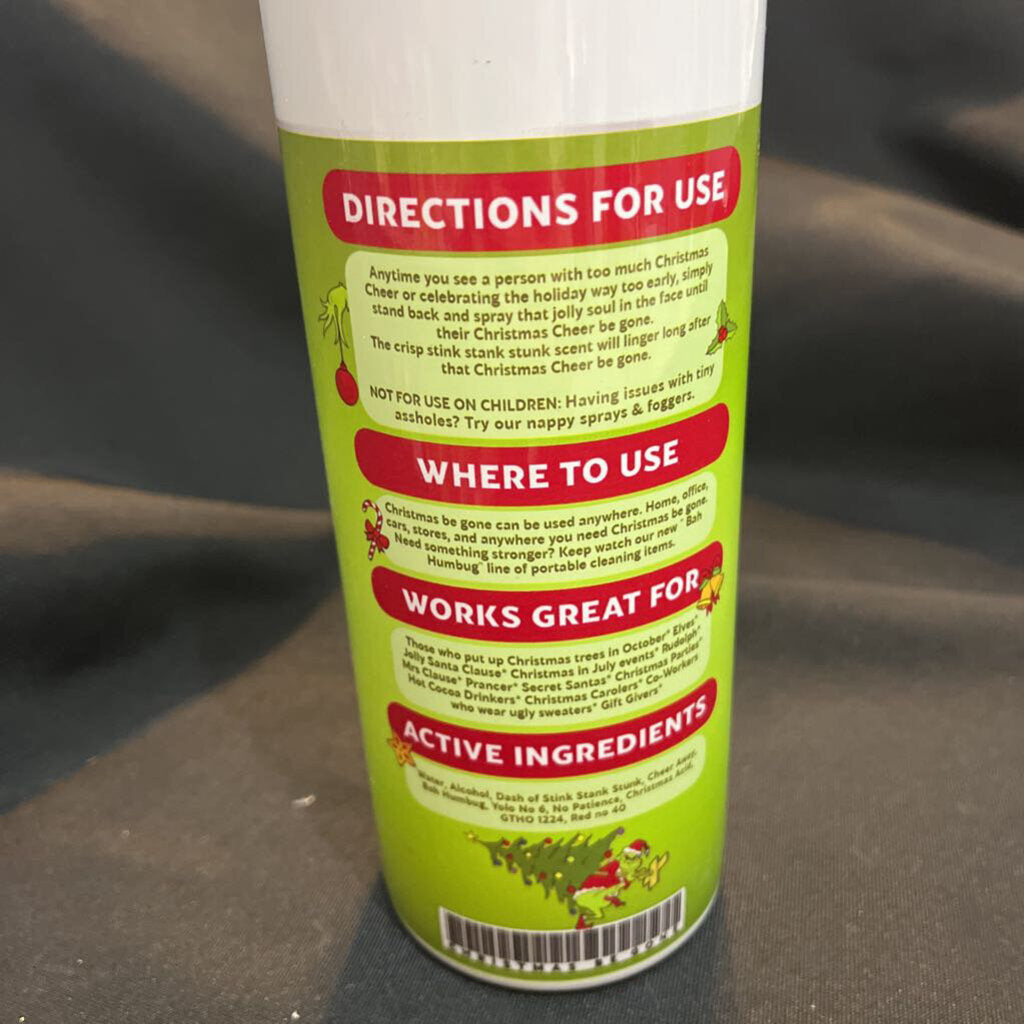 DIRECTIONS FOR USE
Anytime you see a person with too much Christmas
Cheer or celebrating the holiday way too early, simply
stand back and spray that jolly soul in the face until
their Christmas Cheer be gone.
The crisp stink stank stunk scent will linger long after
that Christmas Cheer be gone.
NOT FOR USE ON CHILDREN: Having issues with tiny
assholes? Try our nappy sprays & foggers.
WHERE TO USE
Christmas be gone can be used anywhere. Home, office,
cars, stores, and anywhere you need Christmas be gone.
Need something stronger? Keep watch our new "Bah
Humbug" line of portable cleaning items.
WORKS GREAT FOR
Those who put up Christmas trees in October* Elves*
Jolly Santa Clause* Christmas in July events* Rudolph*
Mrs Clause* Prancer* Secret Santas* Christmas Parties*
Hot Cocoa Drinkers* Christmas Carolers* Co-Workers
who wear ugly sweaters* Gift Givers*
ACTIVE INGREDIENTS
Water, Alcohol, Dash of Stink Stank Stunk, Cheer Away,
Bah Humbug, Yolo No 6, No Patience, Christmas Acid,
GTHO 1224, Red no 40
CHRISTMAS BE GONE